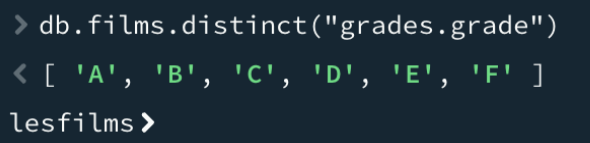 > db.films.distinct("grades.grade")
< [ 'A', 'B', 'C', 'D', 'E', 'F' ]
lesfilms>